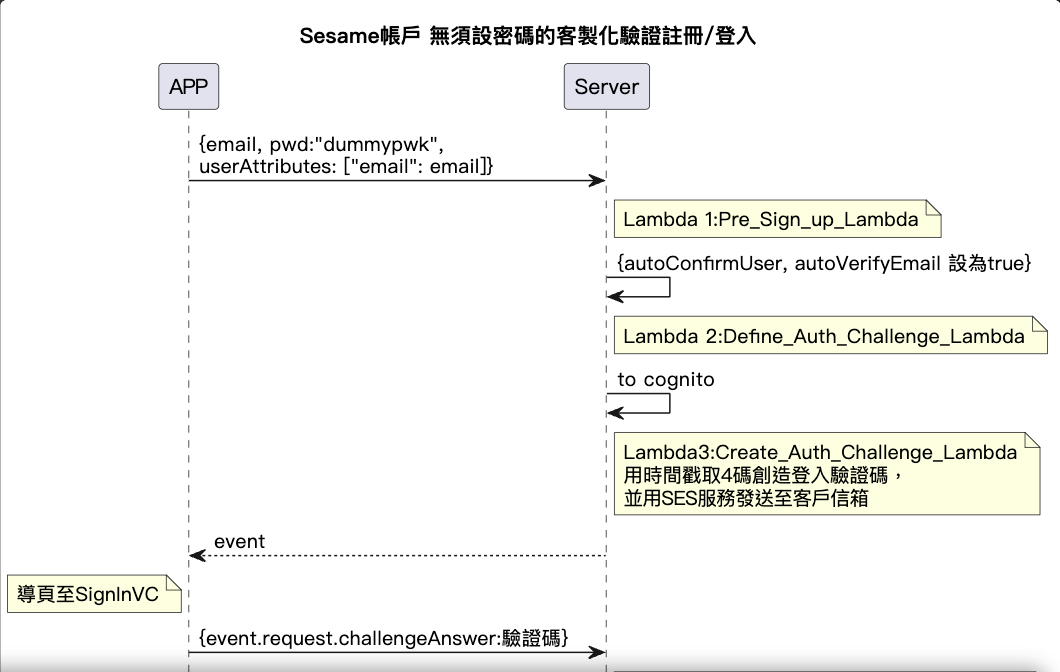 Sesame帳戶 無須設密碼的客製化驗證註冊/登入
APP
Server
{email, pwd:"dummypwk",
userAttributes: ["email": email]}
Lambda 1:Pre_Sign_up_Lambda
{autoConfirmUser, autoVerifyEmail 設為true}
Lambda 2:Define_Auth_Challenge_Lambda
to cognito
Lambda3:Create_Auth_Challenge_Lambda
用時間戳取4碼創造登入驗證碼，
並用SES服務發送至客戶信箱
event
導頁至SignInVC
{event.request.challengeAnswer:驗證碼}